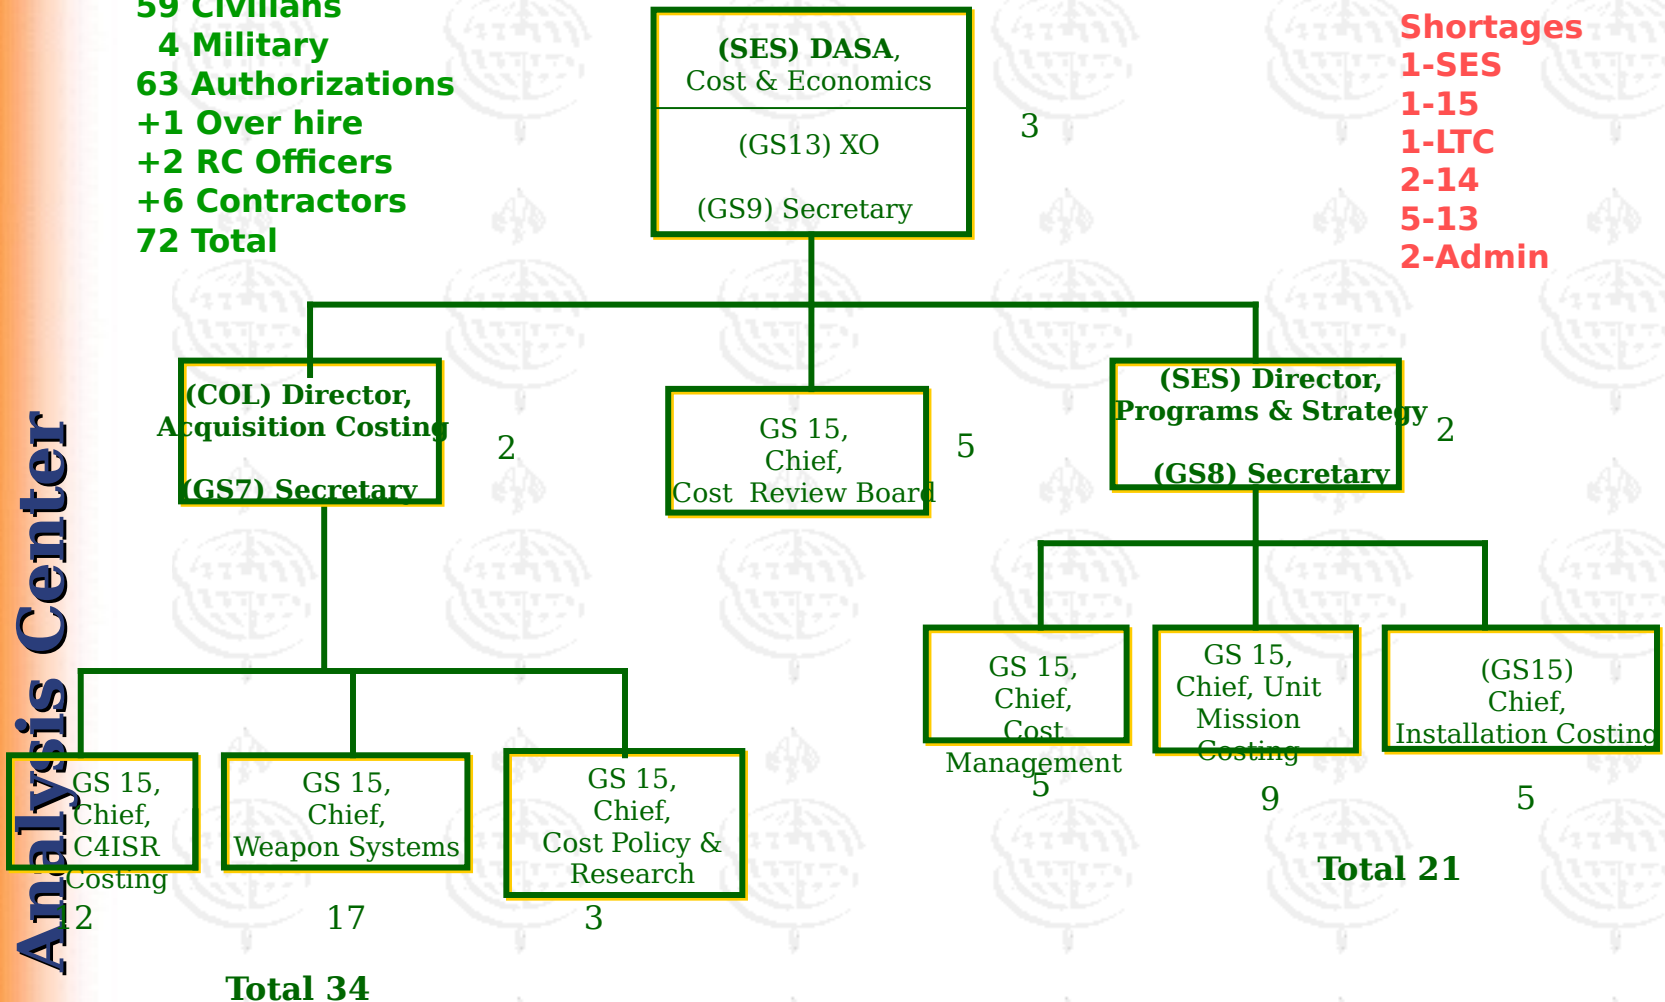 59 Civilians
4 Military
63 Authorizations
+1 Over hire
+2 RC Officers
+6 Contractors
72 Total
(SES) DASA,
Cost & Economics
(GS13) XO
(GS9) Secretary
3
Shortages
1-SES
1-15
1-LTC
2-14
5-13
2-Admin
(COL) Director,
Acquisition Costing
(GS7) Secretary
2
GS 15,
Chief,
Cost Review Board
5
(SES) Director,
Programs & Strategy
(GS8) Secretary
2
GS 15,
Chief,
Cost
Management
5
GS 15,
Chief, Unit
Mission
Costing
9
(GS15)
Chief,
Installation Costing
5
Total 21
GS 15,
Chief,
C4ISR
Costing
12
GS 15,
Chief,
Weapon Systems
17
GS 15,
Chief,
Cost Policy &
Research
3
Total 34
Analysis Center